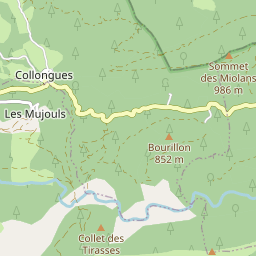 Sommet
des Miolans
986 m
Collongues
Les Mujouls
Bourillon
852 m
Collet des
Tirasses